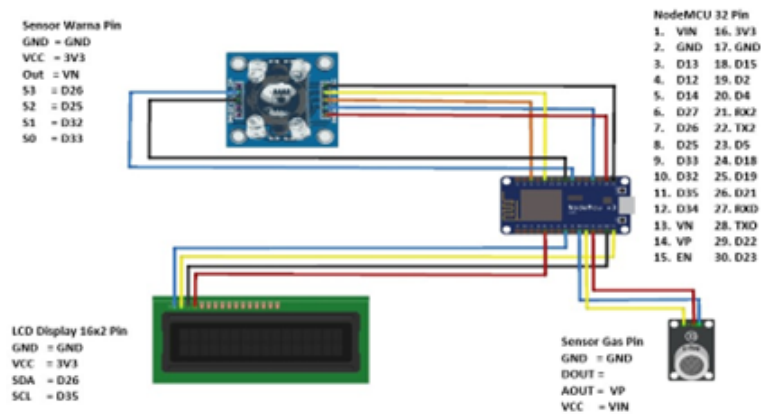 Sensor Warna Pin
GND = GND
VCC = 3V3
Out = VN
S3 = D26
S2 = D25
S1 = D32
S0 = D33
NodeMCU 32 Pin
1. VIN 16. 3V3
2. GND 17. GND
3. D13 18. D15
4. D12 19. D2
5. D14 20. D4
6. D27 21. RX2
7. D26 22. TX2
8. D25 23. D5
9. D33 24. D18
10. D32 25. D19
11. D35 26. D21
12. D34 27. RXD
13. VN 28. TXO
14. VP 29. D22
15. EN 30. D23
NodeMcu
LCD Display 16x2 Pin
GND = GND
VCC = 3V3
SDA = D26
SCL = D35
Sensor Gas Pin
GND = GND
DOUT =
AOUT = VP
VCC = VIN